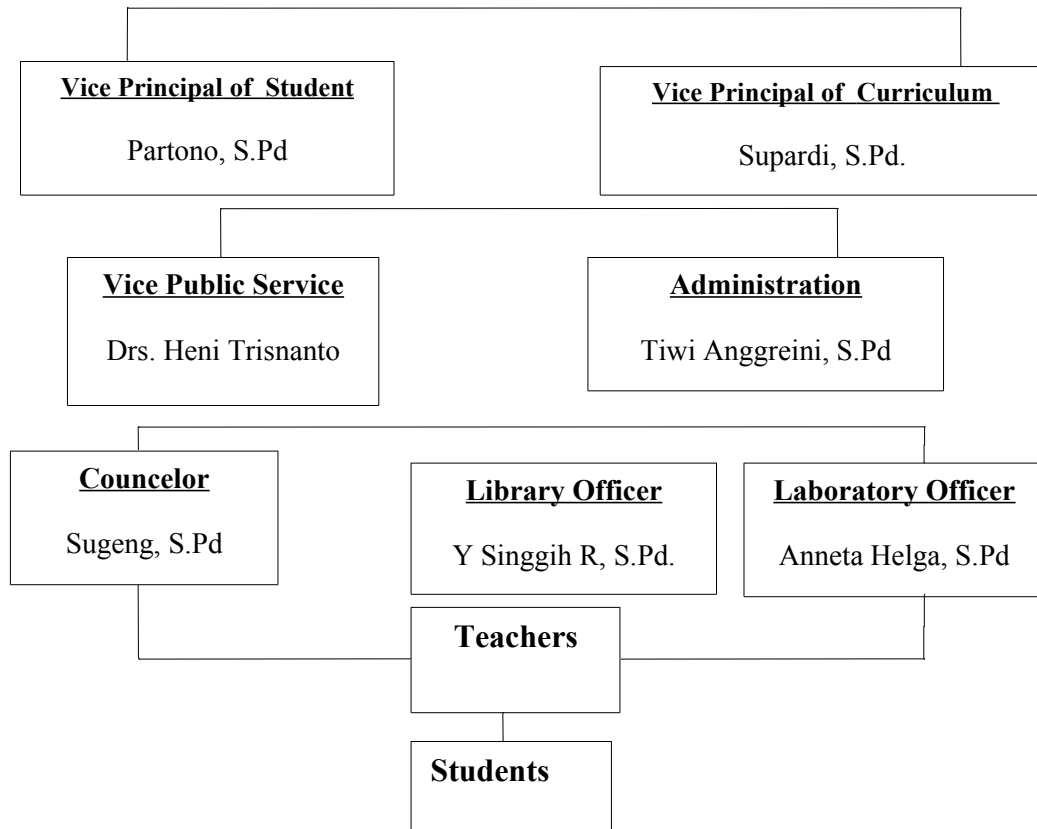 Vice Principal of Student
Partono, S.Pd
Vice Principal of Curriculum
Supardi, S.Pd.
Vice Public Service
Drs. Heni Trisnanto
Administration
Tiwi Anggreini, S.Pd
Councelor
Sugeng, S.Pd
Library Officer
Y Singgih R, S.Pd.
Laboratory Officer
Anneta Helga, S.Pd
Teachers
Students